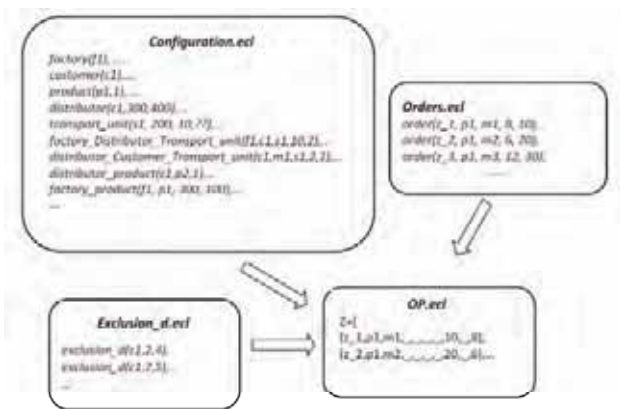 Configuration.ecl
factory(f1),....
customer(c1)....
product(p1,1)....
distributor(c1,300,400)...
transport_unit(s1, 200, 10,??)...
factory_Distributor_Transport_unit(f1,c1,s1,10,2)...
distributor_Customer_Transport_unit(c1,m1,s1,2,1)...
distributor_product(c1,p2,1)...
factory_product(f1, p1, 300, 100),...
...
Orders.ecl
order(z_1, p1, m1, 8, 10)..
order(z_2, p1, m2, 6, 20)..
order(z_3, p1, m3, 12, 30)..
........
Exclusion_d.ecl
exclusion_d(c1,2,4)...
exclusion_d(c1,7,5)...
...
OP.ecl
Z=[
[z_1,p1,m1,_,_,_,_,_,10,_,8],
[z_2,p1,m2,_,_,_,_,_,20,_,6],...